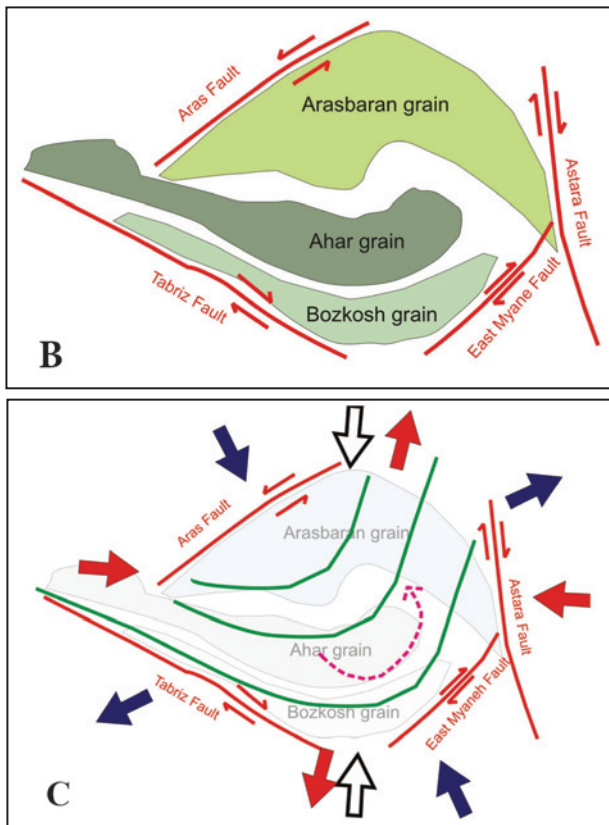 Aras Fault
Arasbaran grain
Astara Fault
Ahar grain
Tabriz Fault
Bozkosh grain
East Myane Fault
B
Aras Fault
Arasbaran grain
Astara Fault
Ahar grain
Tabriz Fault
Bozkosh grain
East Myaneh Fault
C